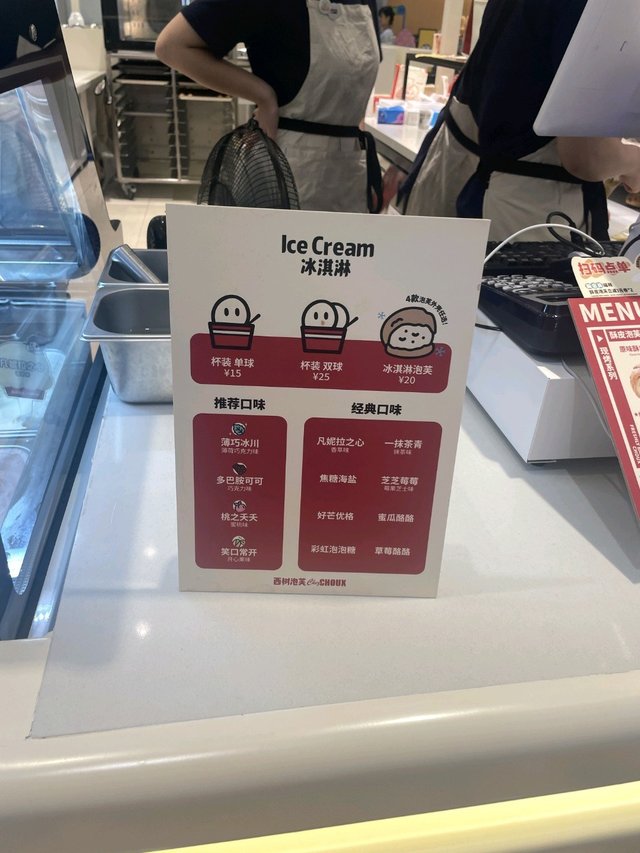 Ice Cream
冰淇淋
4款泡芙外壳任选!
杯装 单球
¥15
杯装 双球
¥25
冰淇淋泡芙
¥20
推荐口味
薄巧冰川
薄荷巧克力味
多巴胺可可
巧克力味
桃之夭夭
蜜桃味
笑口常开
开心果味
经典口味
凡妮拉之心
香草味
一抹茶青
抹茶味
焦糖海盐
芝芝莓莓
莓果芝士味
好芒优格
蜜瓜酪酪
彩虹泡泡糖
草莓酪酪
西树泡芙 Chez CHOUX
扫码点单
MENU
现烤系列